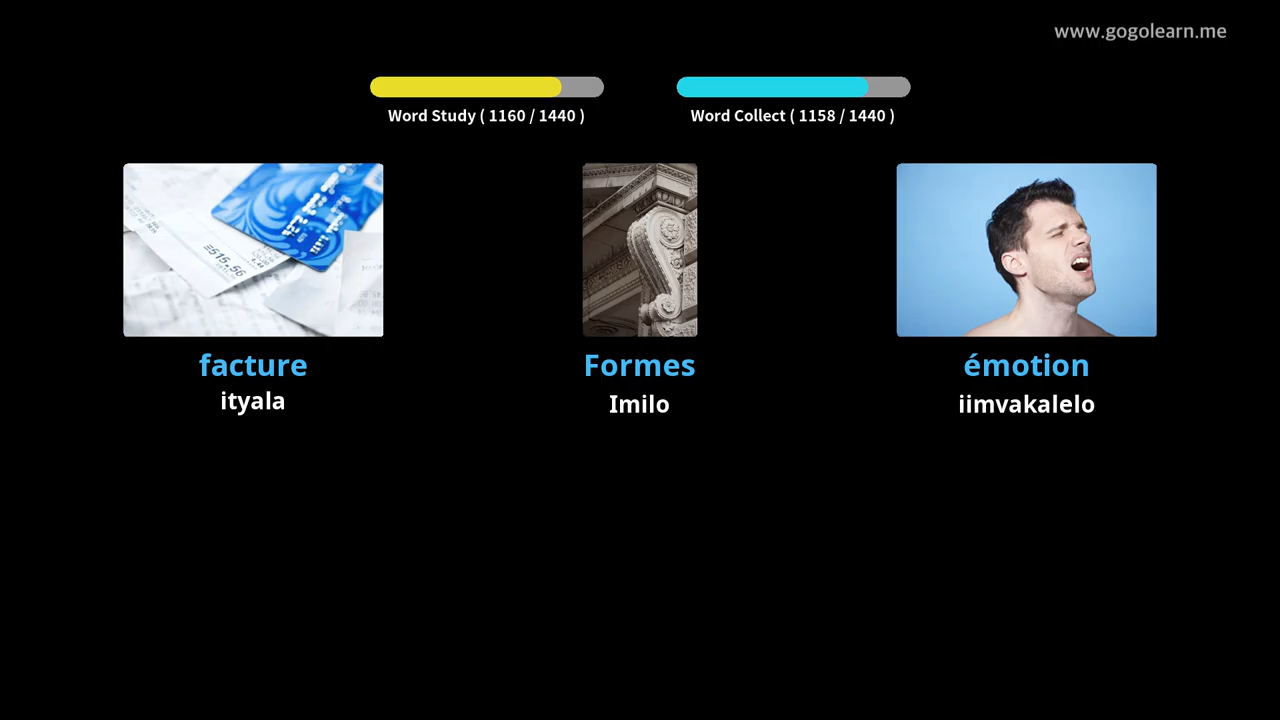 www.gogolearn.me
Word Study ( 1160 / 1440 )
Word Collect ( 1158 / 1440 )
facture
Formes
émotion
ityala
Imilo
iimvakalelo